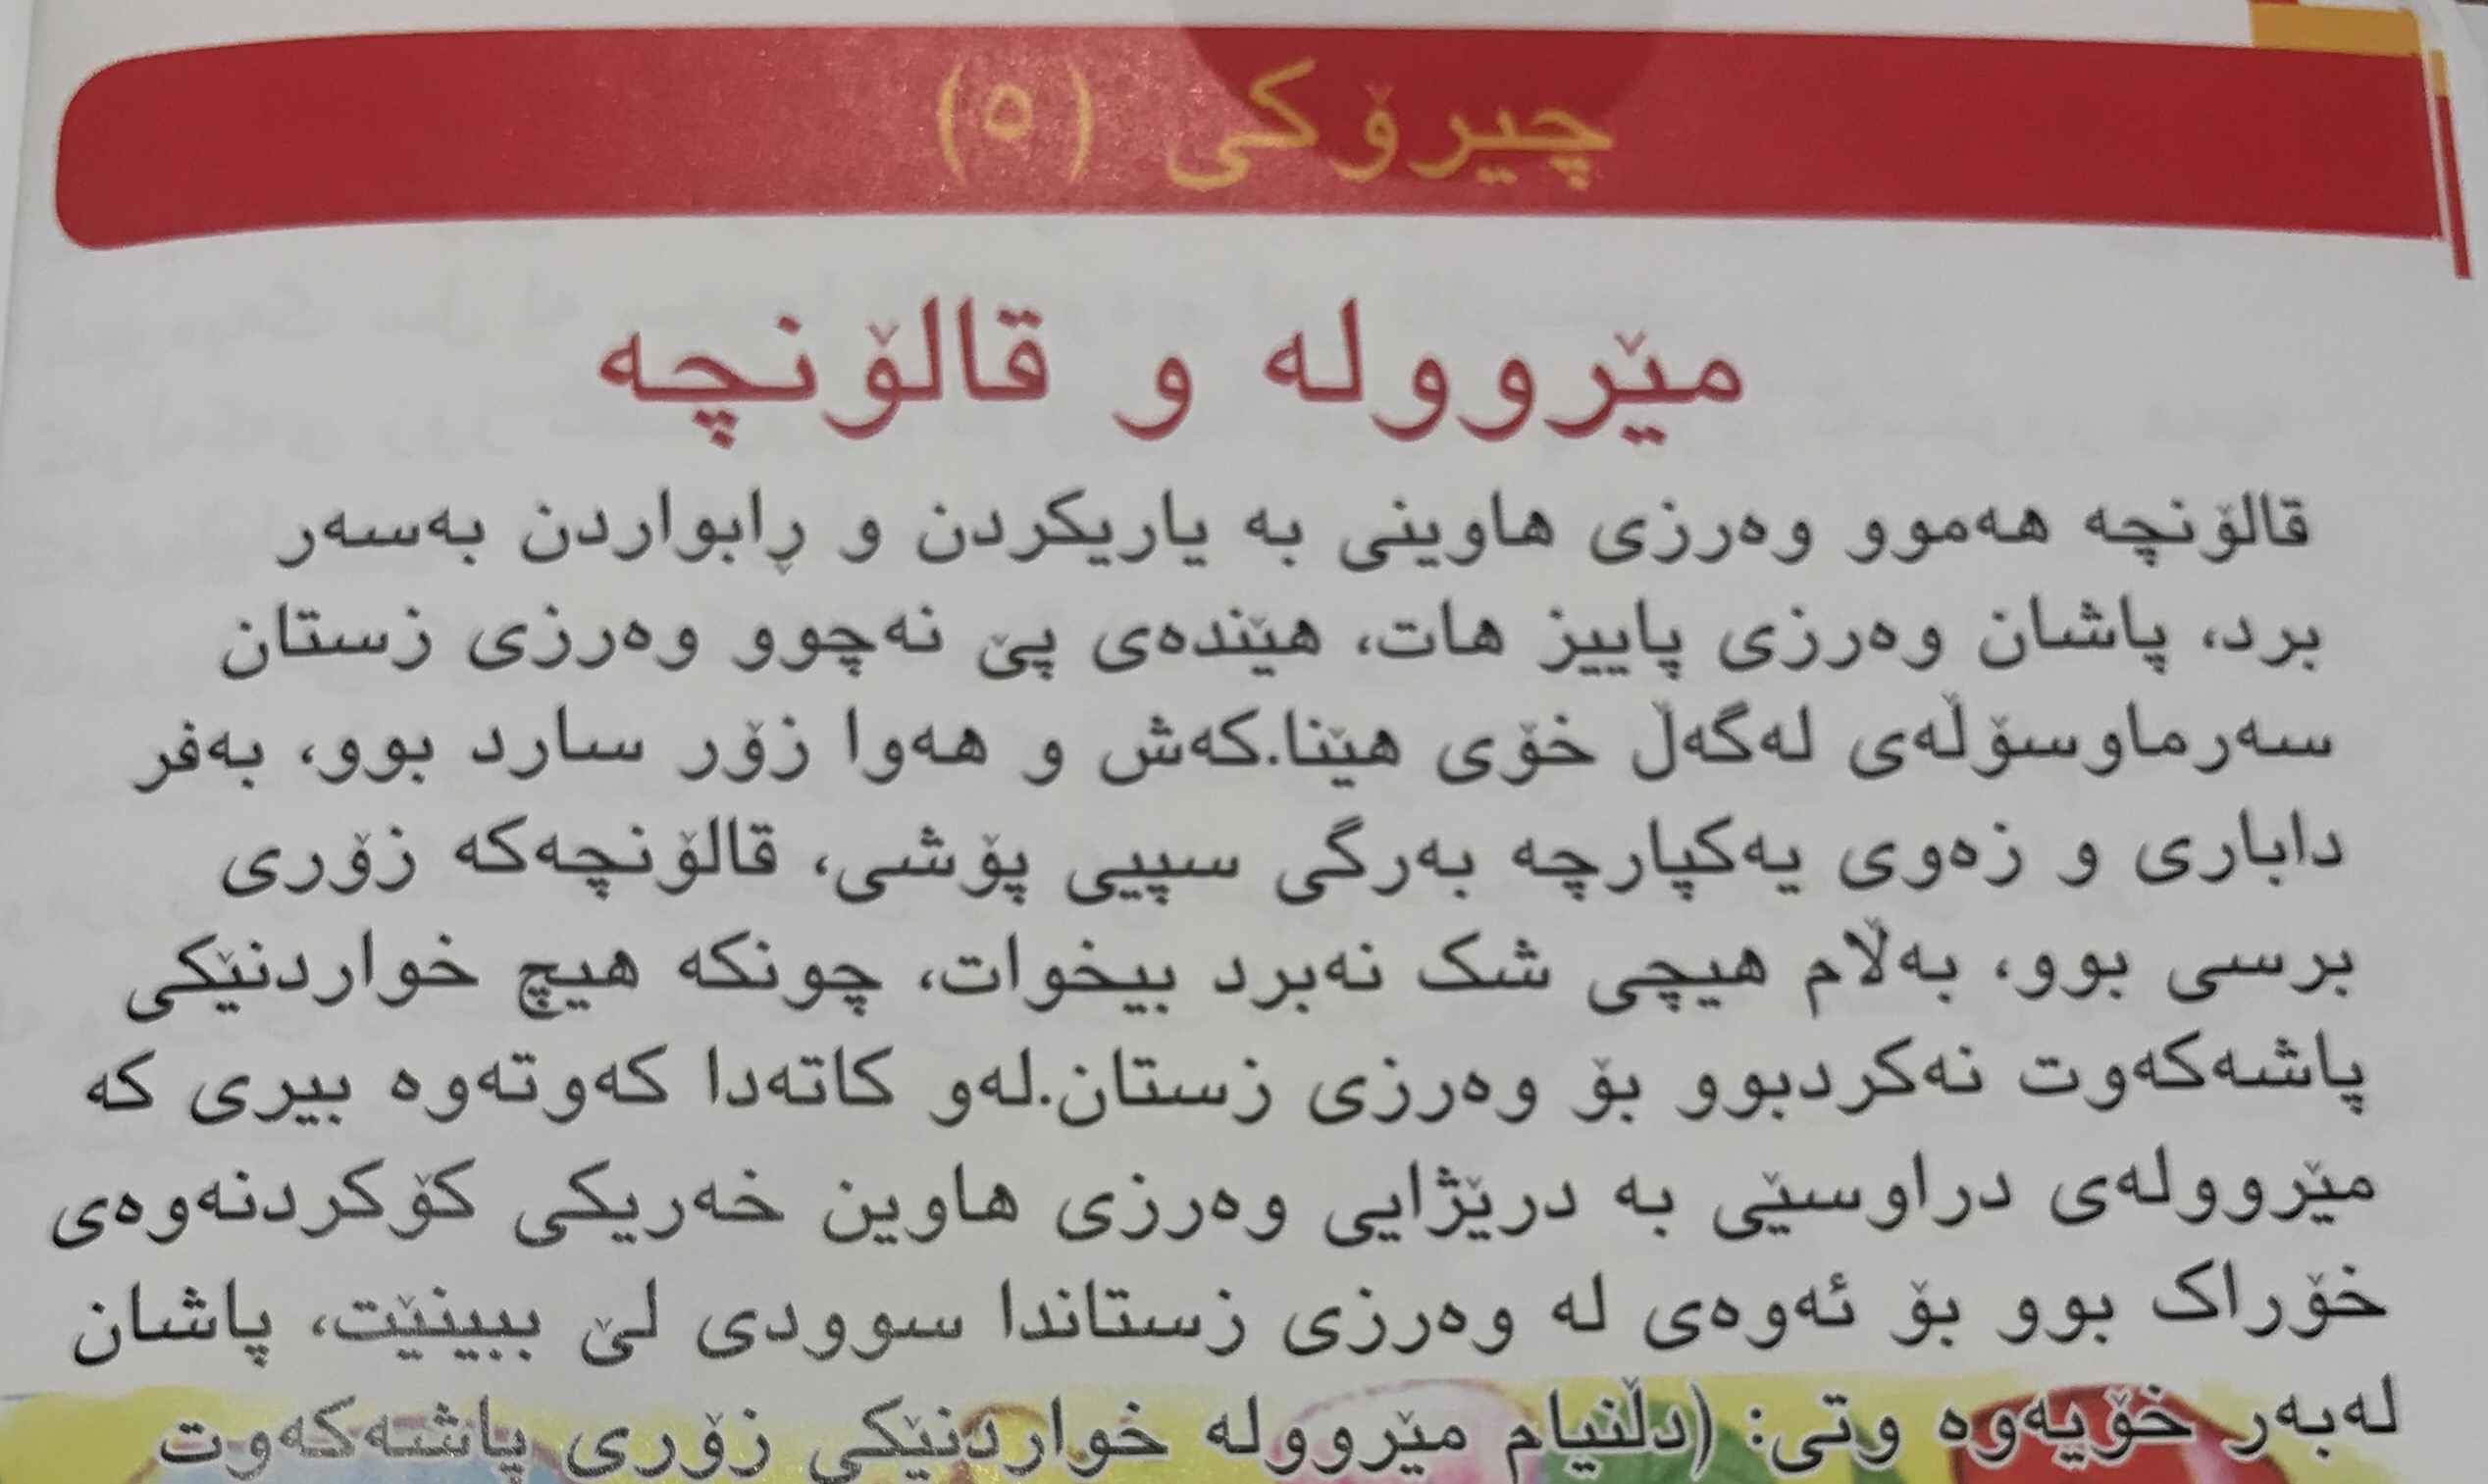 چیرۆکی (٥)
مێروولە و قالۆنچە
قالۆنچە هەموو وەرزی هاوینی بە یاریکردن و ڕابواردن بەسەر
برد، پاشان وەرزی پاییز هات، هێندەی پێ نەچوو وەرزی زستان
سەرماوسۆڵەی لەگەڵ خۆی هێنا.کەش و هەوا زۆر سارد بوو، بەفر
داباری و زەوی یەکپارچە بەرگی سپیی پۆشی، قالۆنچەکە زۆری
برسی بوو، بەڵام هیچی شک نەبرد بیخوات، چونکە هیچ خواردنێکی
پاشەکەوت نەکردبوو بۆ وەرزی زستان.لەو کاتەدا کەوتەوە بیری کە
مێروولەی دراوسێی بە درێژایی وەرزی هاوین خەریکی کۆکردنەوەی
خۆراک بوو بۆ ئەوەی لە وەرزی زستاندا سوودی لێ ببینێت، پاشان
لەبەر خۆیەوە وتی: (دڵنیام مێروولە خواردنێکی زۆری پاشەکەوت